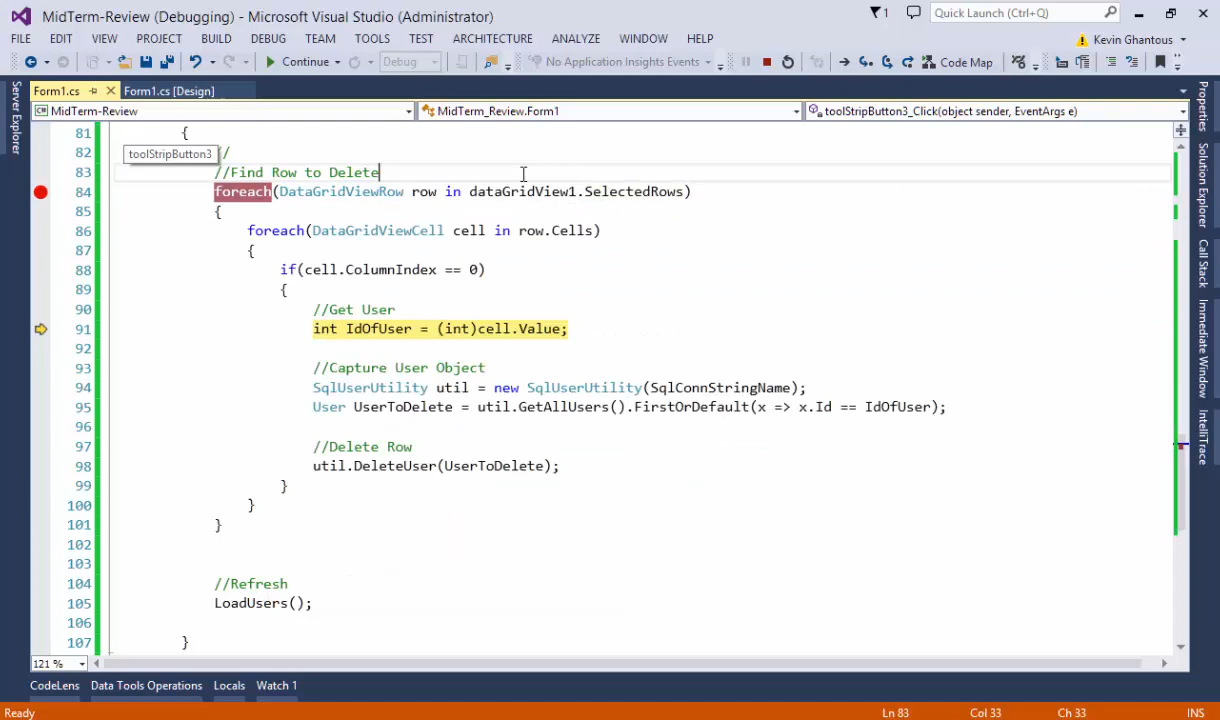 MidTerm-Review (Debugging) - Microsoft Visual Studio (Administrator)
1
Quick Launch (Ctrl+Q)
FILE EDIT VIEW PROJECT BUILD DEBUG TEAM TOOLS TEST ARCHITECTURE ANALYZE WINDOW HELP
Kevin Ghantous
Continue
Debug
No Application Insights Events
Code Map
Form1.cs
Form1.cs [Design]
MidTerm-Review
MidTerm_Review.Form1
toolStripButton3_Click(object sender, EventArgs e)
Server Explorer
81 {
82 /
toolStripButton3
83 //Find Row to Delete
84 foreach(DataGridViewRow row in dataGridView1.SelectedRows)
85 {
86 foreach(DataGridViewCell cell in row.Cells)
87 {
88 if(cell.ColumnIndex == 0)
89 {
90 //Get User
91 int IdOfUser = (int)cell.Value;
92
93 //Capture User Object
94 SqlUserUtility util = new SqlUserUtility(SqlConnStringName);
95 User UserToDelete = util.GetAllUsers().FirstOrDefault(x => x.Id == IdOfUser);
96
97 //Delete Row
98 util.DeleteUser(UserToDelete);
99 }
100 }
101 }
102
103
104 //Refresh
105 LoadUsers();
106
107 }
Properties
Solution Explorer
Call Stack
Immediate Window
IntelliTrace
121 %
CodeLens Data Tools Operations Locals Watch 1
Ready
Ln 83 Col 33 Ch 33 INS